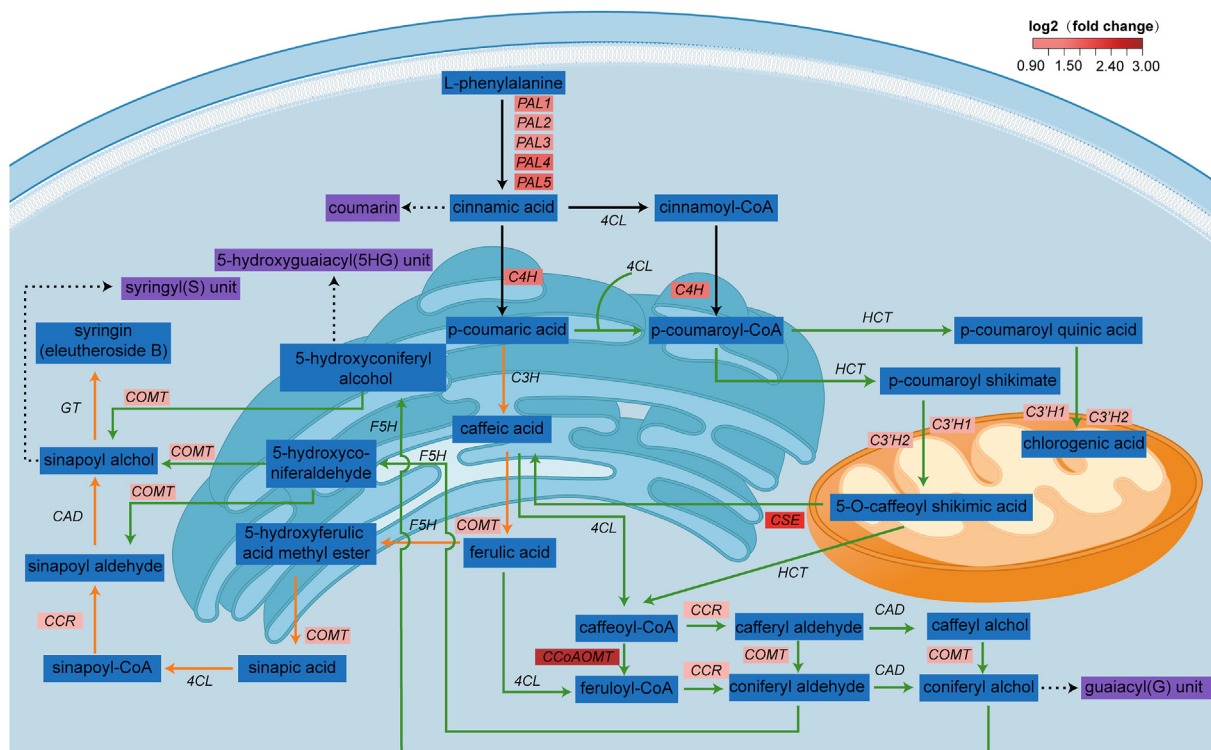 log2（fold change）
0.90 1.50 2.40 3.00
L-phenylalanine
PAL1
PAL2
PAL3
PAL4
PAL5
coumarin
cinnamic acid
4CL
cinnamoyl-CoA
5-hydroxyguaiacyl(5HG) unit
syringyl(S) unit
C4H
4CL
C4H
syringin
(eleutheroside B)
p-coumaric acid
p-coumaroyl-CoA
HCT
p-coumaroyl quinic acid
5-hydroxyconiferyl
alcohol
C3H
HCT
p-coumaroyl shikimate
GT
COMT
F5H
caffeic acid
C3'H2
C3'H1
C3'H1
C3'H2
chlorogenic acid
sinapoyl alchol
COMT
5-hydroxyco-
niferaldehyde
F5H
COMT
CAD
5-O-caffeoyl shikimic acid
CSE
5-hydroxyferulic
acid methyl ester
F5H
COMT
4CL
ferulic acid
sinapoyl aldehyde
HCT
CCR
COMT
caffeoyl-CoA
CCR
cafferyl aldehyde
CAD
caffeyl alchol
sinapoyl-CoA
4CL
sinapic acid
CCoAOMT
COMT
COMT
4CL
feruloyl-CoA
CCR
coniferyl aldehyde
CAD
coniferyl alchol
guaiacyl(G) unit